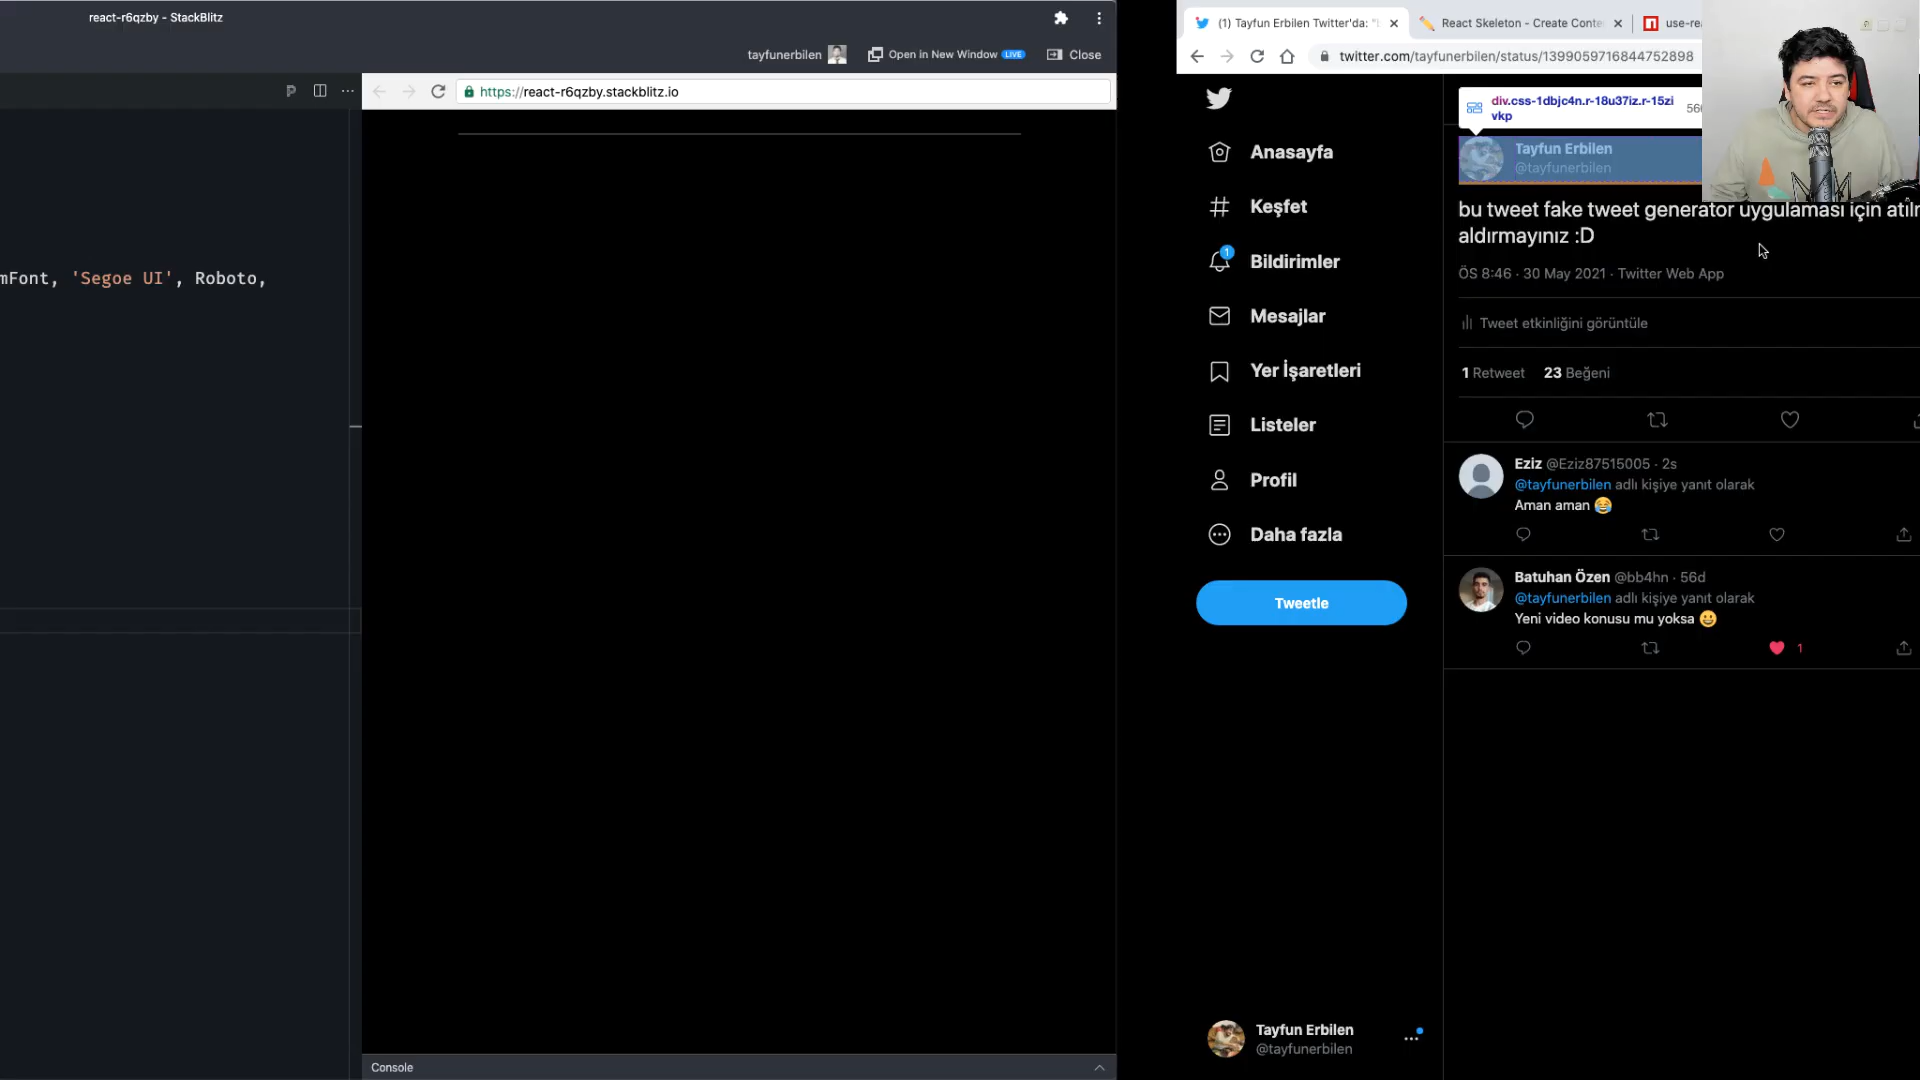 react-r6qzby - StackBlitz
tayfunerbilen
Open in New Window LIVE
Close
https://react-r6qzby.stackblitz.io
mFont, 'Segoe UI', Roboto,
Console
(1) Tayfun Erbilen Twitter'da: "
React Skeleton - Create Conte
use-rea
twitter.com/tayfunerbilen/status/1399059716844752898
Anasayfa
Keşfet
1
Bildirimler
Mesajlar
Yer İşaretleri
Listeler
Profil
Daha fazla
Tweetle
Tayfun Erbilen
@tayfunerbilen
div.css-1dbjc4n.r-18u37iz.r-15zi
vkp
Tayfun Erbilen
@tayfunerbilen
bu tweet fake tweet generator uygulaması için atılr
aldırmayınız :D
ÖS 8:46 · 30 May 2021 · Twitter Web App
Tweet etkinliğini görüntüle
1 Retweet 23 Beğeni
Eziz @Eziz87515005 · 2s
@tayfunerbilen adlı kişiye yanıt olarak
Aman aman 😂
Batuhan Özen @bb4hn · 56d
@tayfunerbilen adlı kişiye yanıt olarak
Yeni video konusu mu yoksa 😀
1